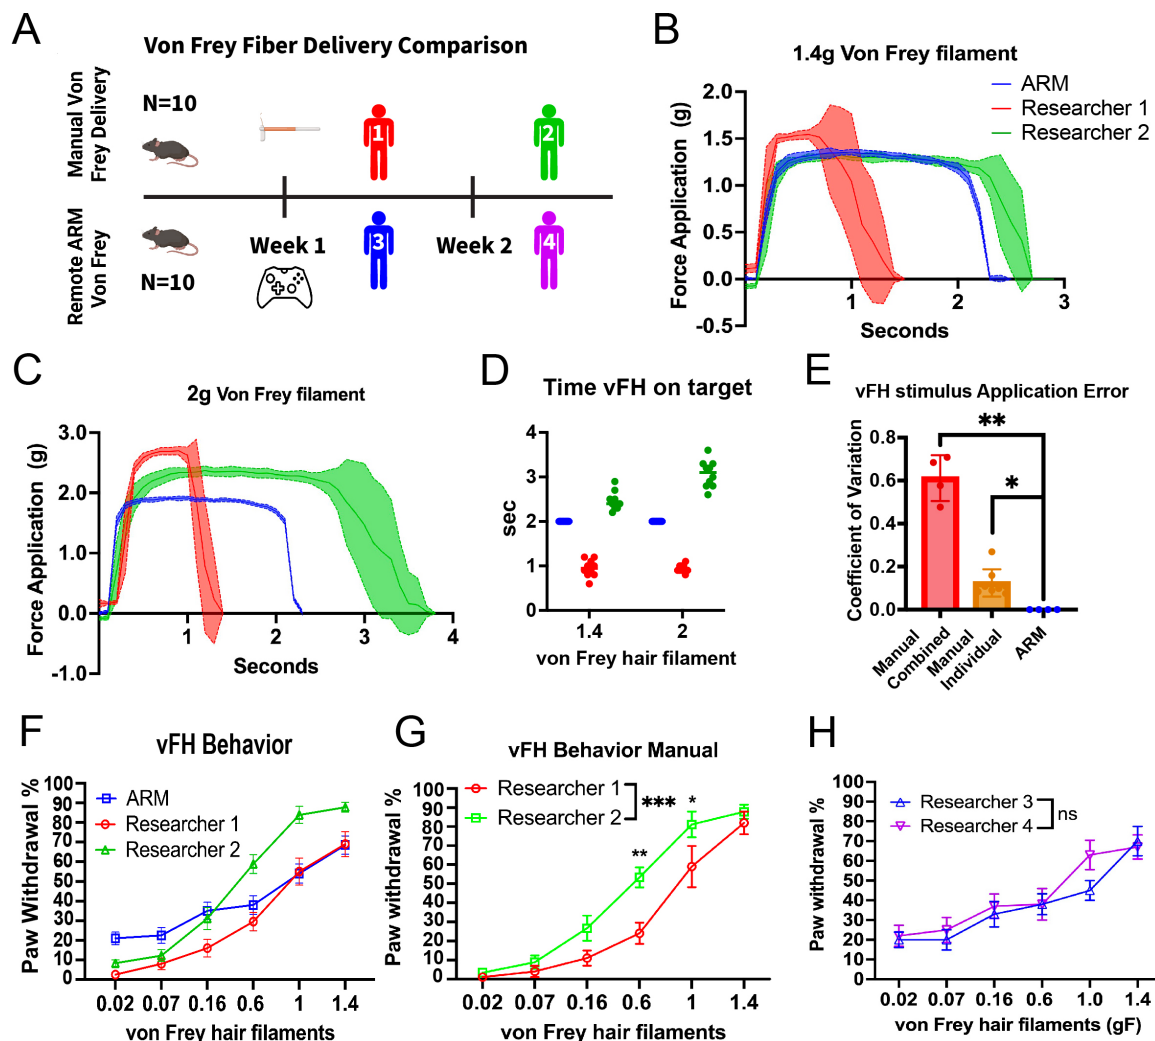 A
Von Frey Fiber Delivery Comparison
Manual Von
Frey Delivery
N=10
1
2
Remote ARM
Von Frey
Week 1
3
Week 2
4
N=10
B
1.4g Von Frey filament
ARM
Researcher 1
Researcher 2
Force Application (g)
2.0
1.5
1.0
0.5
0.0
-0.5
1
2
3
Seconds
C
2g Von Frey filament
Force Application (g)
3.0
2.0
1.0
0.0
-1.0
1
2
3
4
Seconds
D
Time vFH on target
sec
4
3
2
1
0
1.4
2
von Frey hair filament
E
vFH stimulus Application Error
Coefficient of Variation
0.8
0.6
0.4
0.2
0.0
**
*
Manual
Combined
Manual
Individual
ARM
F
vFH Behavior
Paw Withdrawal %
100
90
80
70
60
50
40
30
20
10
0
ARM
Researcher 1
Researcher 2
0.02
0.07
0.16
0.6
1
1.4
von Frey hair filaments
G
vFH Behavior Manual
Paw withdrawal %
100
90
80
70
60
50
40
30
20
10
0
Researcher 1
Researcher 2
***
*
**
0.02
0.07
0.16
0.6
1
1.4
von Frey hair filaments
H
Paw withdrawal %
100
90
80
70
60
50
40
30
20
10
0
Researcher 3
Researcher 4
ns
0.02
0.07
0.16
0.6
1.0
1.4
von Frey hair filaments (gF)